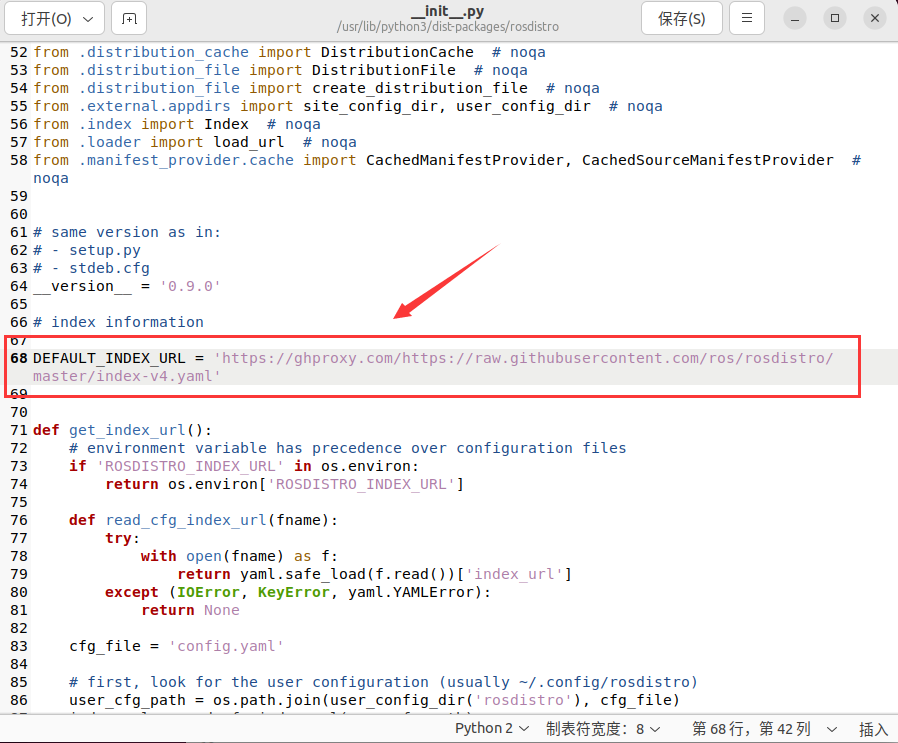 打开(O)
__init__.py
/usr/lib/python3/dist-packages/rosdistro
保存(S)
52 from .distribution_cache import DistributionCache  # noqa
53 from .distribution_file import DistributionFile  # noqa
54 from .distribution_file import create_distribution_file  # noqa
55 from .external.appdirs import site_config_dir, user_config_dir  # noqa
56 from .index import Index  # noqa
57 from .loader import load_url  # noqa
58 from .manifest_provider.cache import CachedManifestProvider, CachedSourceManifestProvider  #
noqa
59
60
61 # same version as in:
62 # - setup.py
63 # - stdeb.cfg
64 __version__ = '0.9.0'
65
66 # index information
67
68 DEFAULT_INDEX_URL = 'https://ghproxy.com/https://raw.githubusercontent.com/ros/rosdistro/
master/index-v4.yaml'
69
70
71 def get_index_url():
72     # environment variable has precedence over configuration files
73     if 'ROSDISTRO_INDEX_URL' in os.environ:
74         return os.environ['ROSDISTRO_INDEX_URL']
75
76     def read_cfg_index_url(fname):
77         try:
78             with open(fname) as f:
79                 return yaml.safe_load(f.read())['index_url']
80         except (IOError, KeyError, yaml.YAMLError):
81             return None
82
83     cfg_file = 'config.yaml'
84
85     # first, look for the user configuration (usually ~/.config/rosdistro)
86     user_cfg_path = os.path.join(user_config_dir('rosdistro'), cfg_file)
Python 2 制表符宽度：8 第 68 行，第 42 列 插入